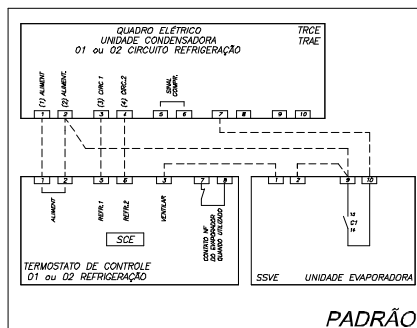 QUADRO ELÉTRICO
UNIDADE CONDENSADORA
01 ou 02 CIRCUITO REFRIGERAÇÃO
TRCE
TRAE
(1) ALIMENT
(2) ALIMENT.
(3) CIRC 1
(4) CIRC.2
SINAL
COMPR.
1 2 3 4 5 6 7 8 9 10
1 2 5 6 3 7 8
ALIMENT
REFR.1
REFR.2
VENTILAR
CONTATO NF
DO EVAPORADOR
QUANDO UTILIZADO
SCE
TERMOSTATO DE CONTROLE
01 ou 02 REFRIGERAÇÃO
1 2 9 10
13
C1
14
SSVE
UNIDADE EVAPORADORA
PADRÃO